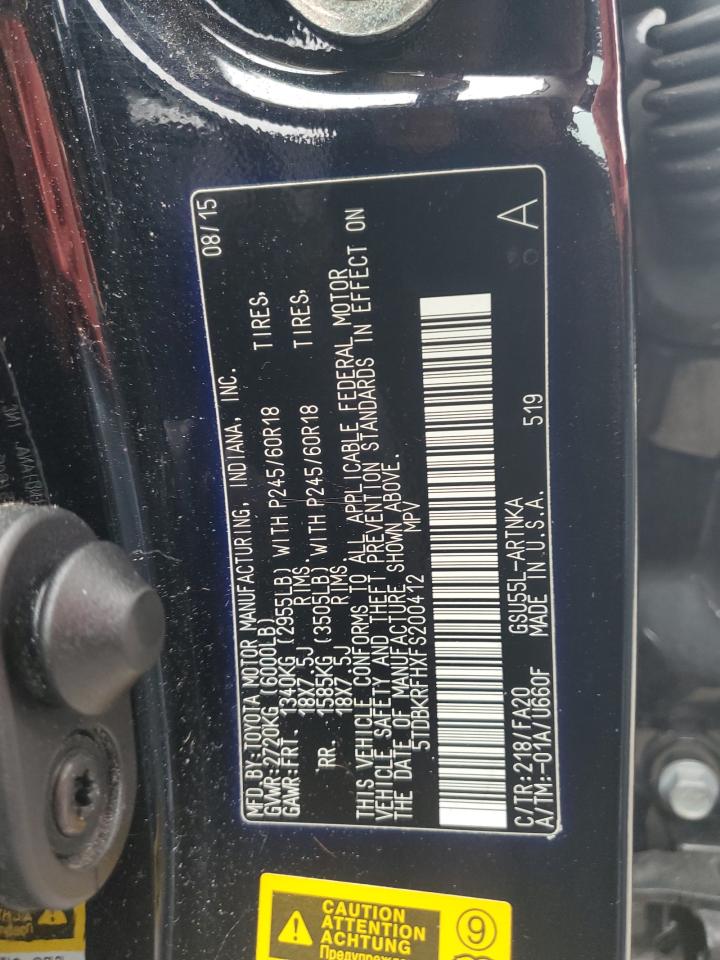 MFD.BY:TOYOTA MOTOR MANUFACTURING, INDIANA, INC. 08/15
GVWR:2720KG (6000LB)
GAWR:FRT. 1340KG (2955LB) WITH P245/60R18 TIRES,
18X7.5J RIMS,
RR. 1585KG (3505LB) WITH P245/60R18 TIRES,
18X7.5J RIMS
THIS VEHICLE CONFORMS TO ALL APPLICABLE FEDERAL MOTOR
VEHICLE SAFETY AND THEFT PREVENTION STANDARDS IN EFFECT ON
THE DATE OF MANUFACTURE SHOWN ABOVE.
5TDBKRFHXFS200412 MPV
C/TR:218/FA20 GSU55L-ARTNKA A
A/TM:-01A/U660F MADE IN U.S.A. 519
CAUTION
ATTENTION
ACHTUNG
Предупреждение
9